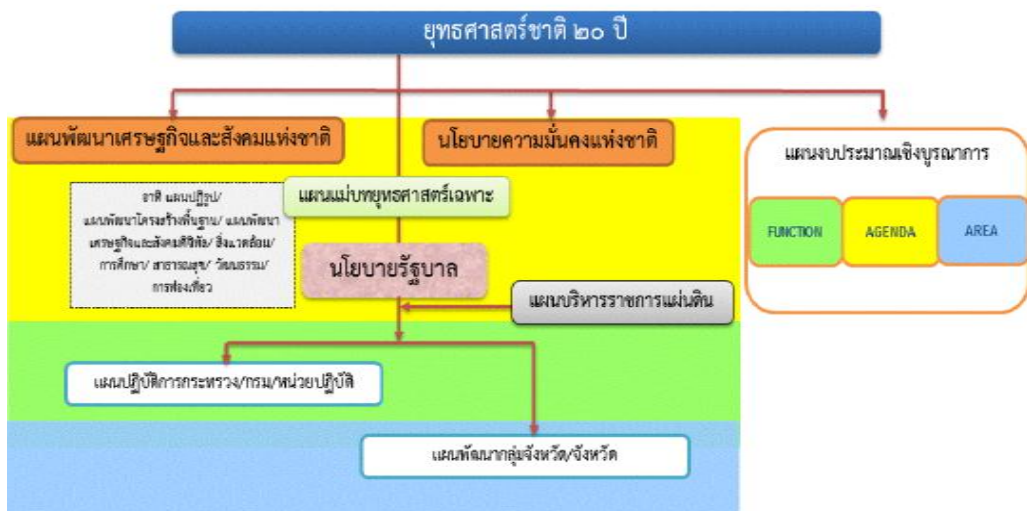 ยุทธศาสตร์ชาติ ๒๐ ปี
แผนพัฒนาเศรษฐกิจและสังคมแห่งชาติ
นโยบายความมั่นคงแห่งชาติ
แผนงบประมาณเชิงบูรณาการ
FUNCTION
AGENDA
AREA
แผนแม่บทยุทธศาสตร์เฉพาะ
อาทิ แผนปฏิรูป/
แผนพัฒนาโครงสร้างพื้นฐาน/ แผนพัฒนา
เศรษฐกิจและสังคมดิจิทัล/ สิ่งแวดล้อม/
การศึกษา/ สาธารณสุข/ วัฒนธรรม/
การท่องเที่ยว
นโยบายรัฐบาล
แผนบริหารราชการแผ่นดิน
แผนปฏิบัติการกระทรวง/กรม/หน่วยปฏิบัติ
แผนพัฒนากลุ่มจังหวัด/จังหวัด